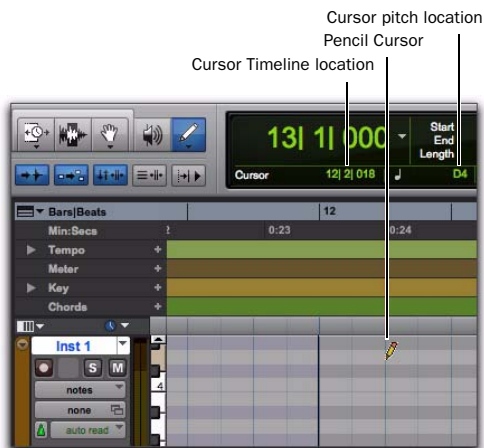 Cursor pitch location
Pencil Cursor
Cursor Timeline location
13| 1| 000
Start
End
Length
Cursor
12| 2| 018
D4
Bars|Beats
12
Min:Secs
0:23
0:24
Tempo
Meter
Key
Chords
Inst 1
S
M
notes
4
none
auto read